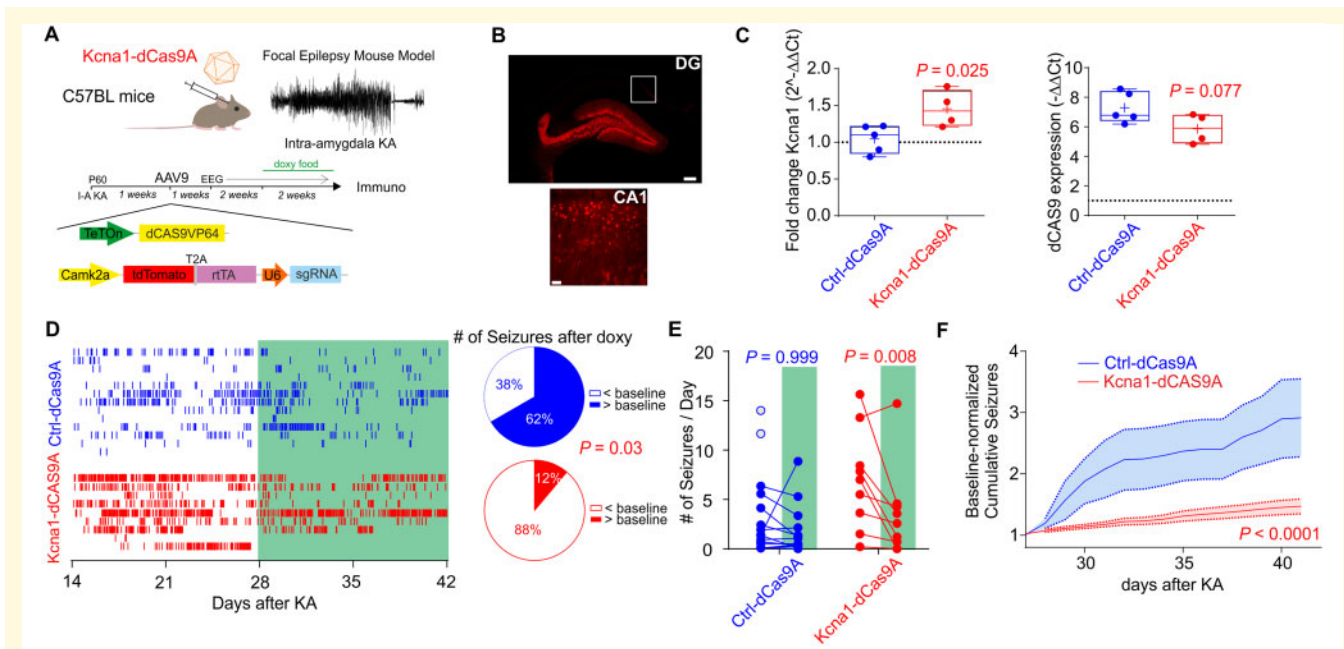 A
Kcna1-dCas9A
Focal Epilepsy Mouse Model
C57BL mice
Intra-amygdala KA
doxy food
P60
AAV9
EEG
Immuno
I-A KA
1 weeks
1 weeks
2 weeks
2 weeks
TeTOn
dCAS9VP64
T2A
Camk2a
tdTomato
rtTA
U6
sgRNA
B
DG
CA1
C
Fold change Kcna1 (2^-ΔΔCt)
2.0
1.5
1.0
0.5
0.0
P = 0.025
Ctrl-dCas9A
Kcna1-dCas9A
dCAS9 expression (-ΔΔCt)
10
8
6
4
2
0
P = 0.077
Ctrl-dCas9A
Kcna1-dCas9A
D
Ctrl-dCas9A
Kcna1-dCAS9A
14
21
28
35
42
Days after KA
# of Seizures after doxy
38%
62%
< baseline
> baseline
P = 0.03
12%
88%
< baseline
> baseline
E
# of Seizures / Day
20
15
10
5
0
P = 0.999
P = 0.008
Ctrl-dCas9A
Kcna1-dCas9A
F
Baseline-normalized
Cumulative Seizures
4
3
2
1
Ctrl-dCas9A
Kcna1-dCAS9A
P < 0.0001
30
35
40
days after KA